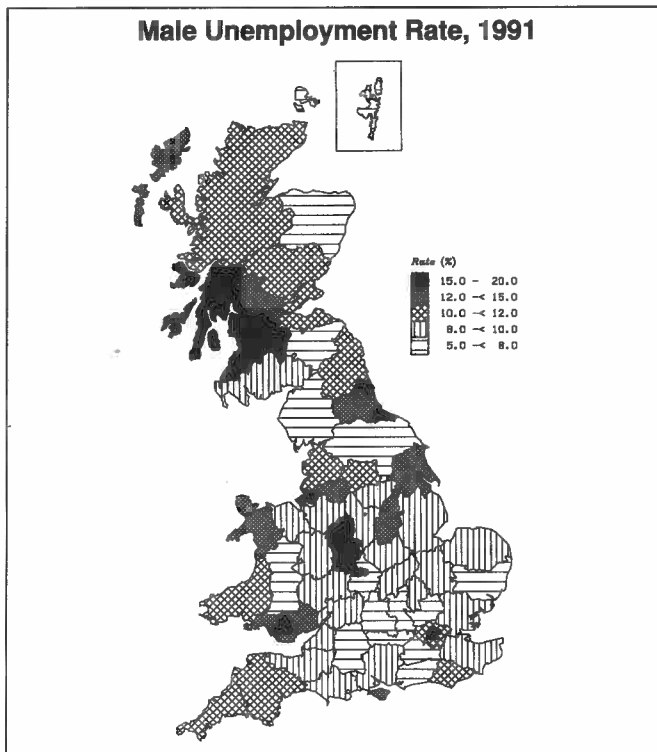 Male Unemployment Rate, 1991
Rate (%)
15.0 - 20.0
12.0 -< 15.0
10.0 -< 12.0
8.0 -< 10.0
5.0 -< 8.0